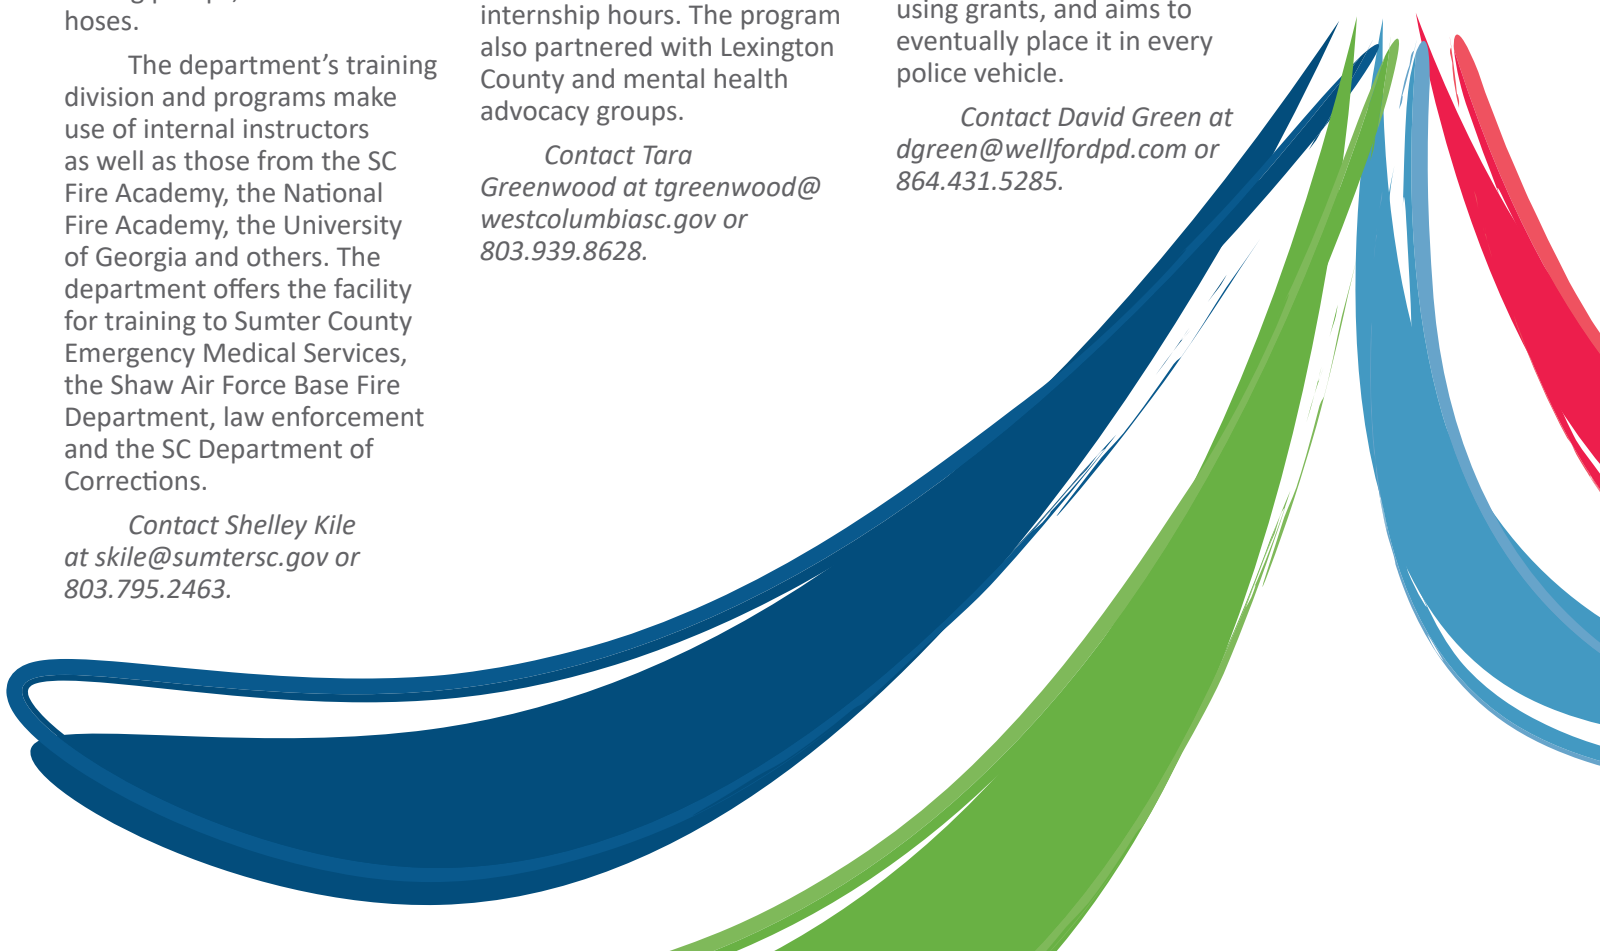 hoses.
The department's training
division and programs make
use of internal instructors
as well as those from the SC
Fire Academy, the National
Fire Academy, the University
of Georgia and others. The
department offers the facility
for training to Sumter County
Emergency Medical Services,
the Shaw Air Force Base Fire
Department, law enforcement
and the SC Department of
Corrections.
Contact Shelley Kile
at skile@sumtersc.gov or
803.795.2463.
internship hours. The program
also partnered with Lexington
County and mental health
advocacy groups.
Contact Tara
Greenwood at tgreenwood@
westcolumbiasc.gov or
803.939.8628.
using grants, and aims to
eventually place it in every
police vehicle.
Contact David Green at
dgreen@wellfordpd.com or
864.431.5285.